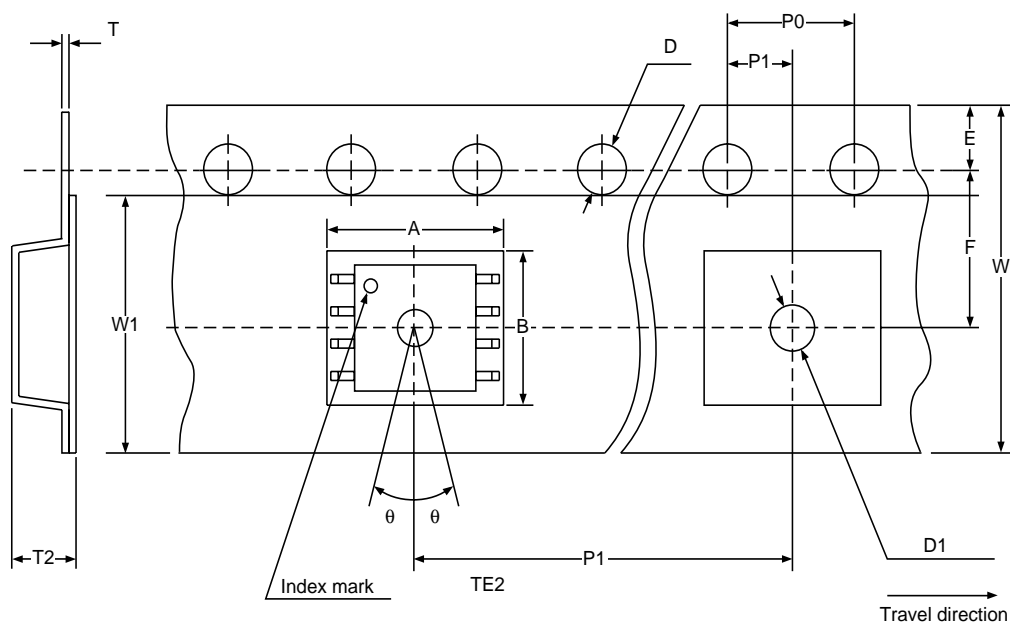 T
P0
D
P1
E
A
F
W
W1
B
θ θ
T2
P1
D1
Index mark
TE2
Travel direction